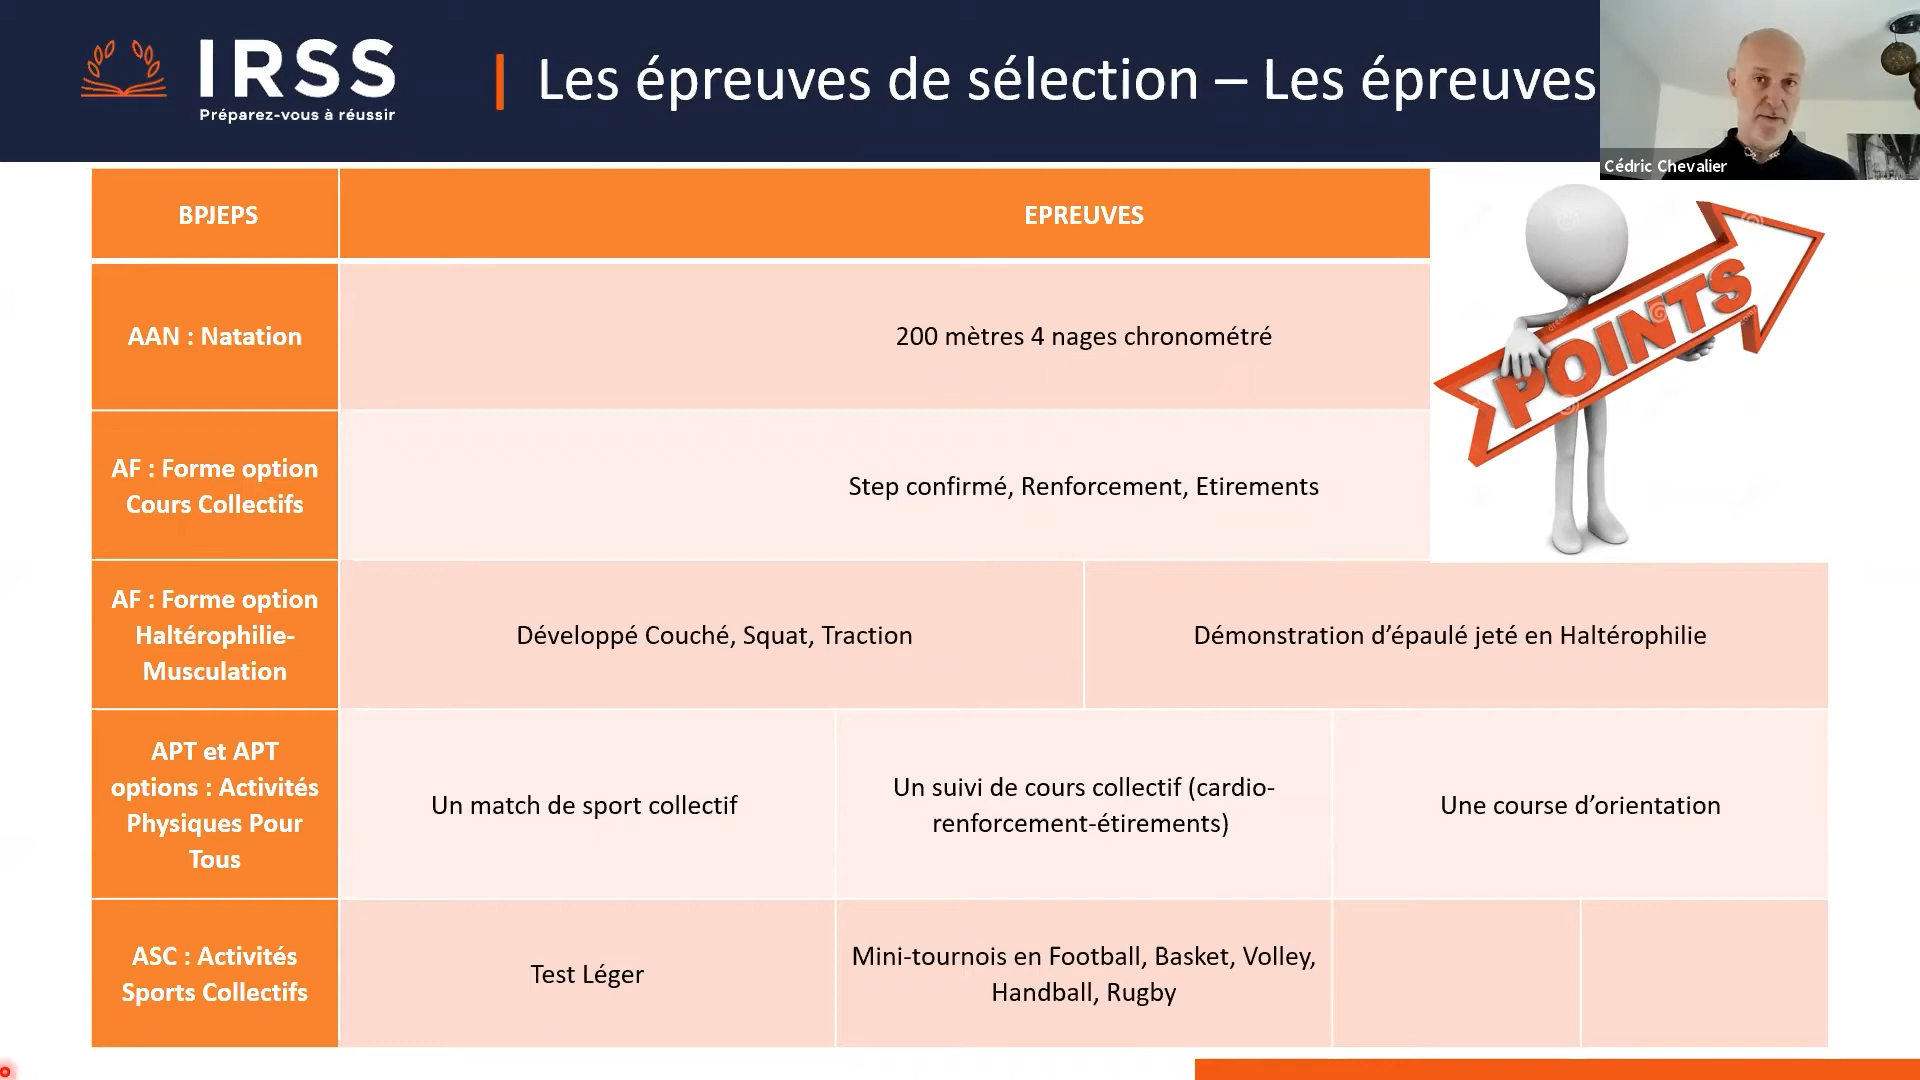 IRSS
Préparez-vous à réussir
Les épreuves de sélection – Les épreuves
Cédric Chevalier
BPJEPS
EPREUVES
POINTS
AAN : Natation
200 mètres 4 nages chronométré
AF : Forme option
Cours Collectifs
Step confirmé, Renforcement, Etirements
AF : Forme option
Haltérophilie-
Musculation
Développé Couché, Squat, Traction
Démonstration d’épaulé jeté en Haltérophilie
APT et APT
options : Activités
Physiques Pour
Tous
Un match de sport collectif
Un suivi de cours collectif (cardio-
renforcement-étirements)
Une course d’orientation
ASC : Activités
Sports Collectifs
Test Léger
Mini-tournois en Football, Basket, Volley,
Handball, Rugby